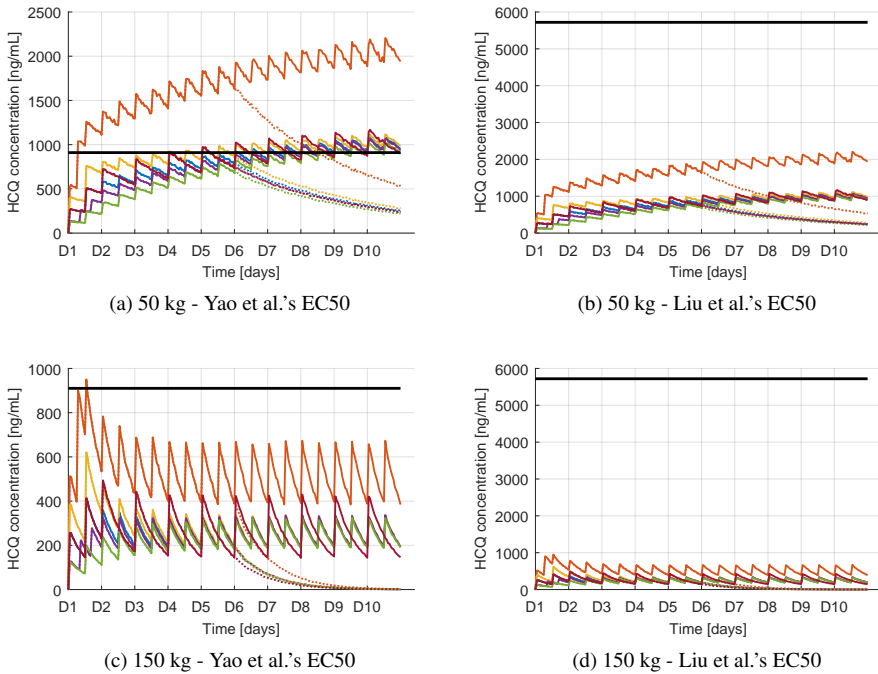 2500
2000
1500
1000
500
0
HCQ concentration [ng/mL]
D1 D2 D3 D4 D5 D6 D7 D8 D9 D10
Time [days]
(a) 50 kg - Yao et al.'s EC50
6000
5000
4000
3000
2000
1000
0
HCQ concentration [ng/mL]
D1 D2 D3 D4 D5 D6 D7 D8 D9 D10
Time [days]
(b) 50 kg - Liu et al.'s EC50
1000
800
600
400
200
0
HCQ concentration [ng/mL]
D1 D2 D3 D4 D5 D6 D7 D8 D9 D10
Time [days]
(c) 150 kg - Yao et al.'s EC50
6000
5000
4000
3000
2000
1000
0
HCQ concentration [ng/mL]
D1 D2 D3 D4 D5 D6 D7 D8 D9 D10
Time [days]
(d) 150 kg - Liu et al.'s EC50